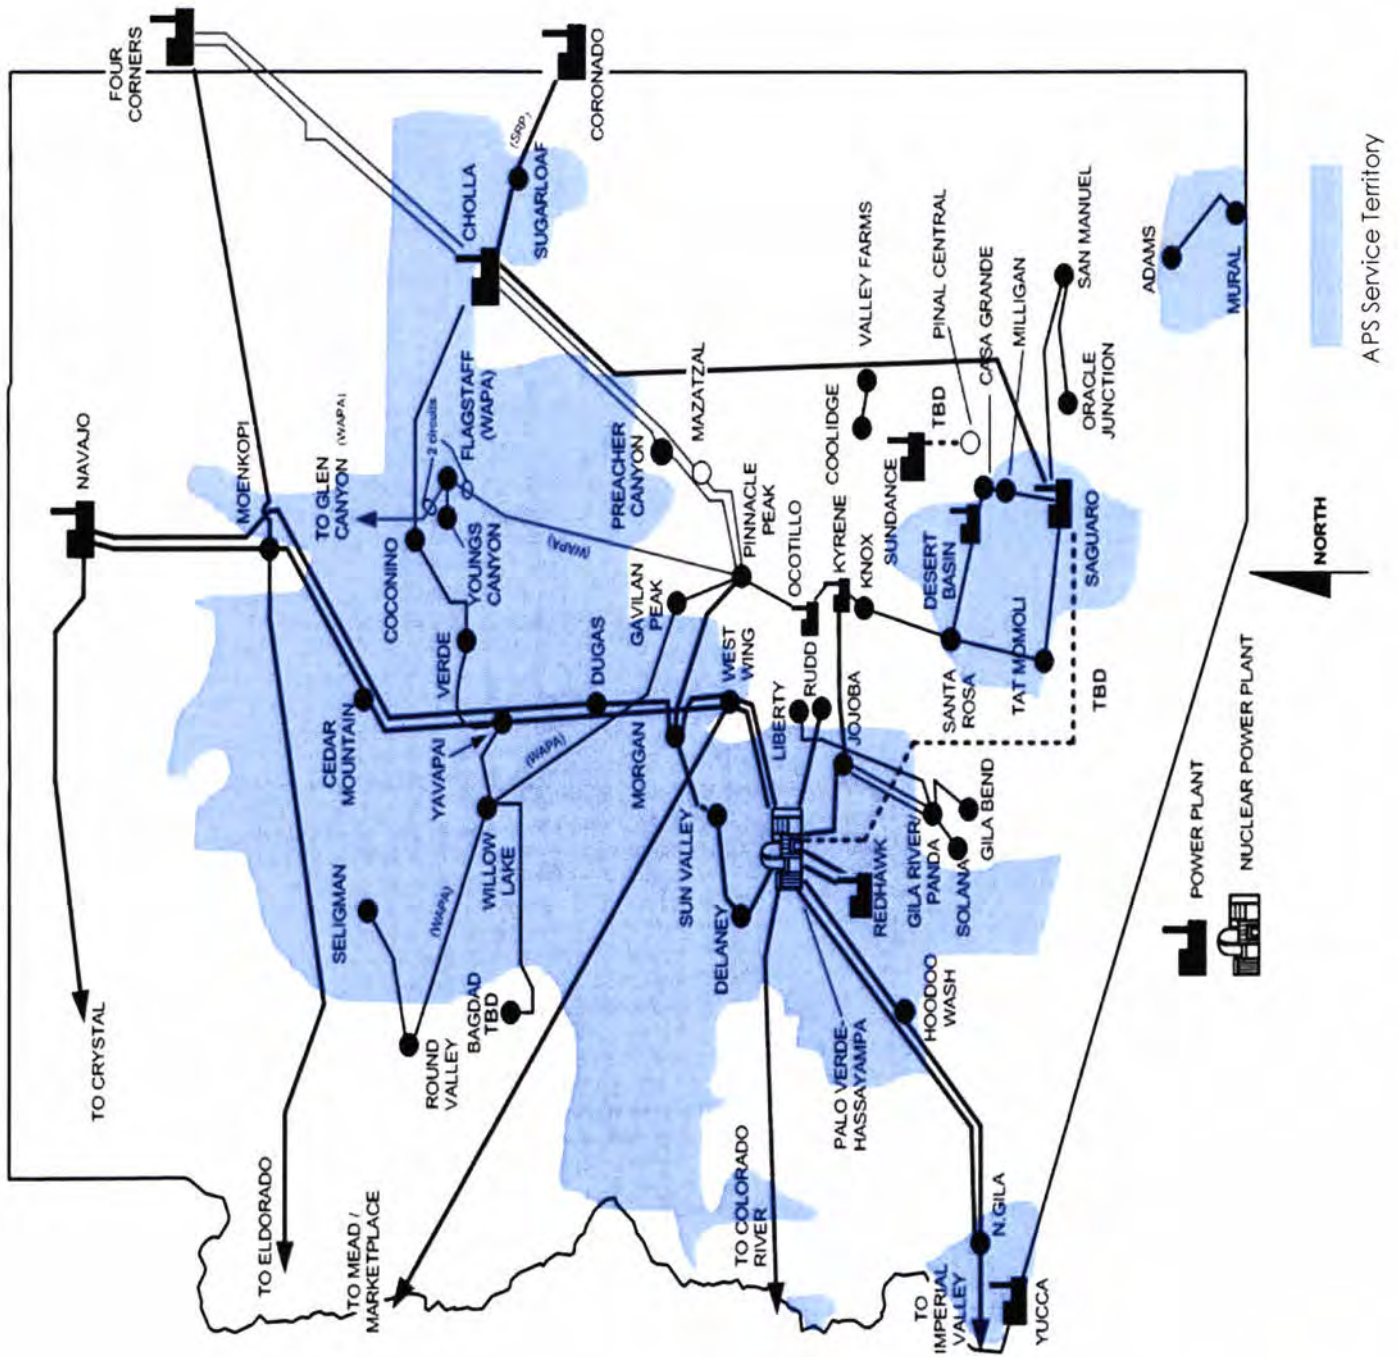 FOUR
CORNERS
NAVAJO
TO CRYSTAL
MOENKOPI
TO GLEN
CANYON (WAPA)
TO ELDORADO
TO MEAD /
MARKETPLACE
CHOLLA
SUGARLOAF
(SRP)
CORONADO
2 circuits
FLAGSTAFF
(WAPA)
COCONINO
YOUNGS
CANYON
VERDE
CEDAR
MOUNTAIN
YAVAPAI
SELIGMAN
WILLOW
LAKE
(WAPA)
(WAPA)
(WAPA)
ROUND
VALLEY
BAGDAD
TBD
DUGAS
PREACHER
CANYON
MAZATZAL
GAVILAN
PEAK
PINNACLE
PEAK
MORGAN
WEST
WING
SUN VALLEY
DELANEY
OCOTILLO
KYRENE
KNOX
LIBERTY
RUDD
JOJOBA
TO COLORADO
RIVER
PALO VERDE-
HASSAYAMPA
REDHAWK
GILA RIVER/
PANDA
SOLANA
GILA BEND
HOODOO
WASH
N.GILA
TO
IMPERIAL
VALLEY
YUCCA
VALLEY FARMS
COOLIDGE
SUNDANCE
TBD
PINAL CENTRAL
CASA GRANDE
MILLIGAN
DESERT
BASIN
SANTA
ROSA
TAT MOMOLI
SAGUARO
TBD
SAN MANUEL
ORACLE
JUNCTION
ADAMS
MURAL
NORTH
POWER PLANT
NUCLEAR POWER PLANT
APS Service Territory